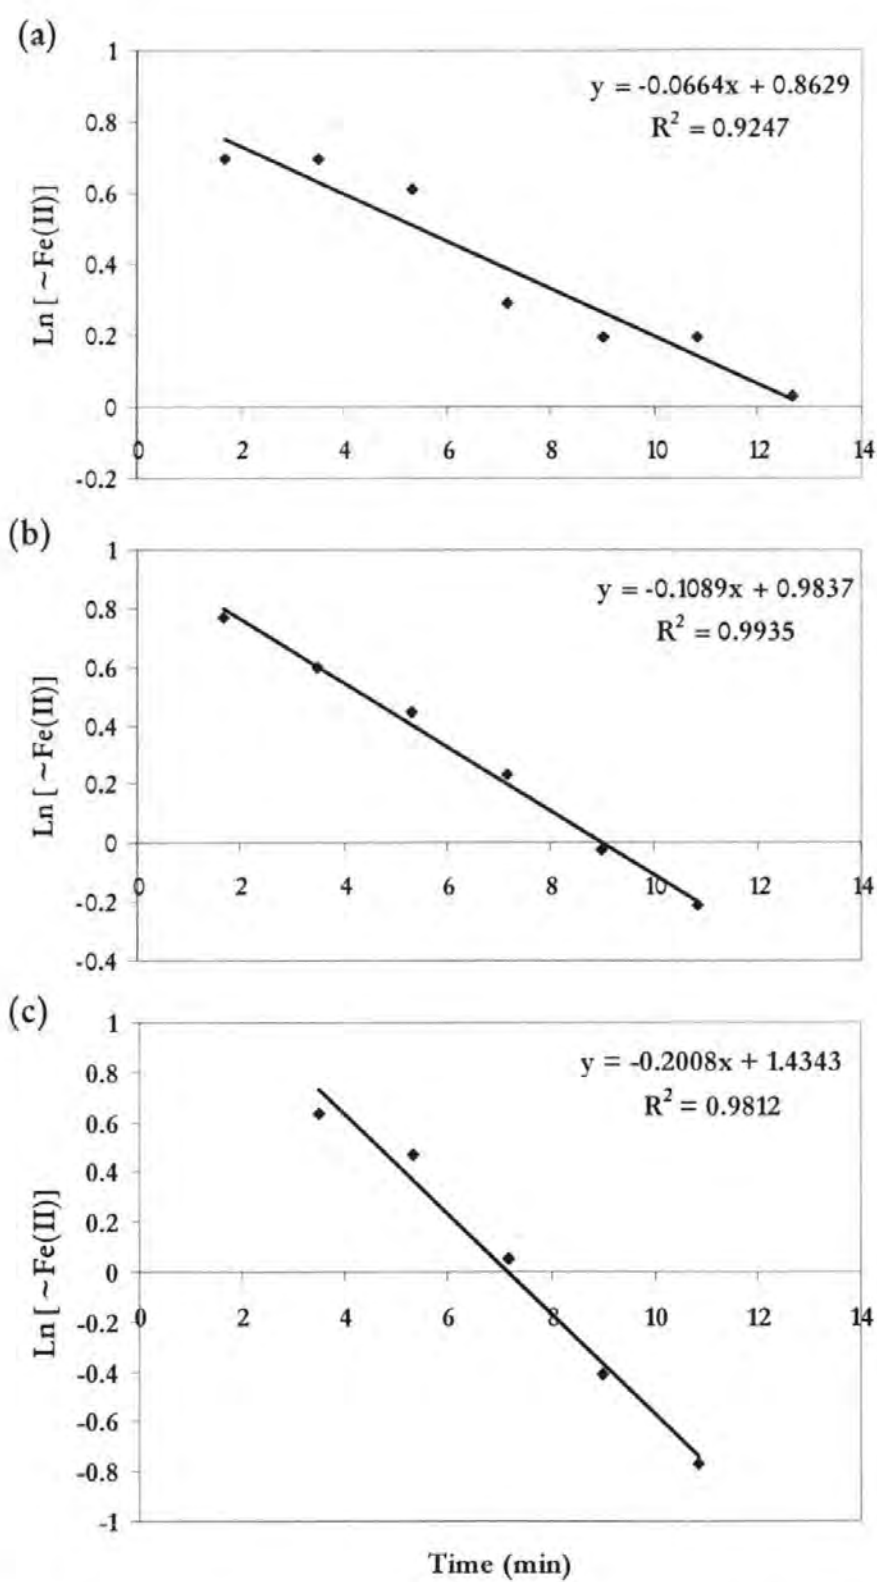 (a)
y = -0.0664x + 0.8629
R² = 0.9247
Ln [ ~Fe(II)]
1
0.8
0.6
0.4
0.2
0
-0.2
0 2 4 6 8 10 12 14
(b)
y = -0.1089x + 0.9837
R² = 0.9935
Ln [ ~Fe(II)]
1
0.8
0.6
0.4
0.2
0
-0.2
-0.4
0 2 4 6 8 10 12 14
(c)
y = -0.2008x + 1.4343
R² = 0.9812
Ln [ ~Fe(II)]
1
0.8
0.6
0.4
0.2
0
-0.2
-0.4
-0.6
-0.8
-1
0 2 4 6 8 10 12 14
Time (min)